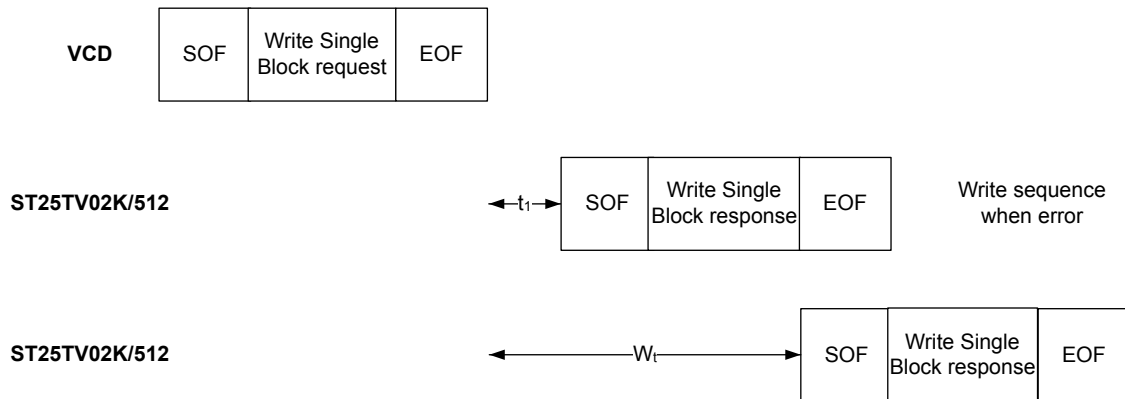 VCD
SOF
Write Single
Block request
EOF
ST25TV02K/512
t₁
SOF
Write Single
Block response
EOF
Write sequence
when error
ST25TV02K/512
Wₜ
SOF
Write Single
Block response
EOF